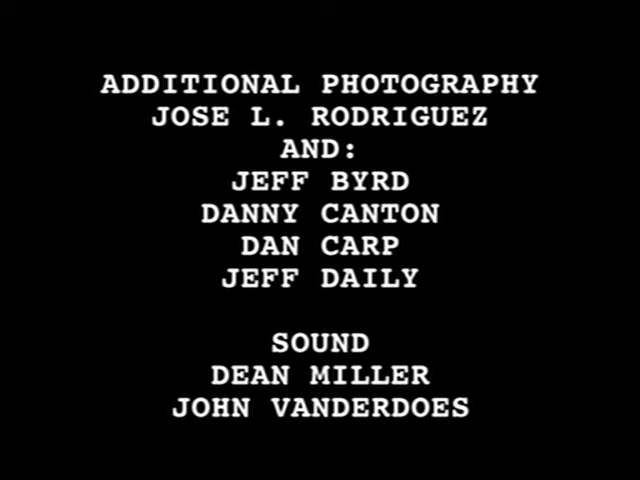 ADDITIONAL PHOTOGRAPHY
JOSE L. RODRIGUEZ
AND:
JEFF BYRD
DANNY CANTON
DAN CARP
JEFF DAILY
SOUND
DEAN MILLER
JOHN VANDERDOES